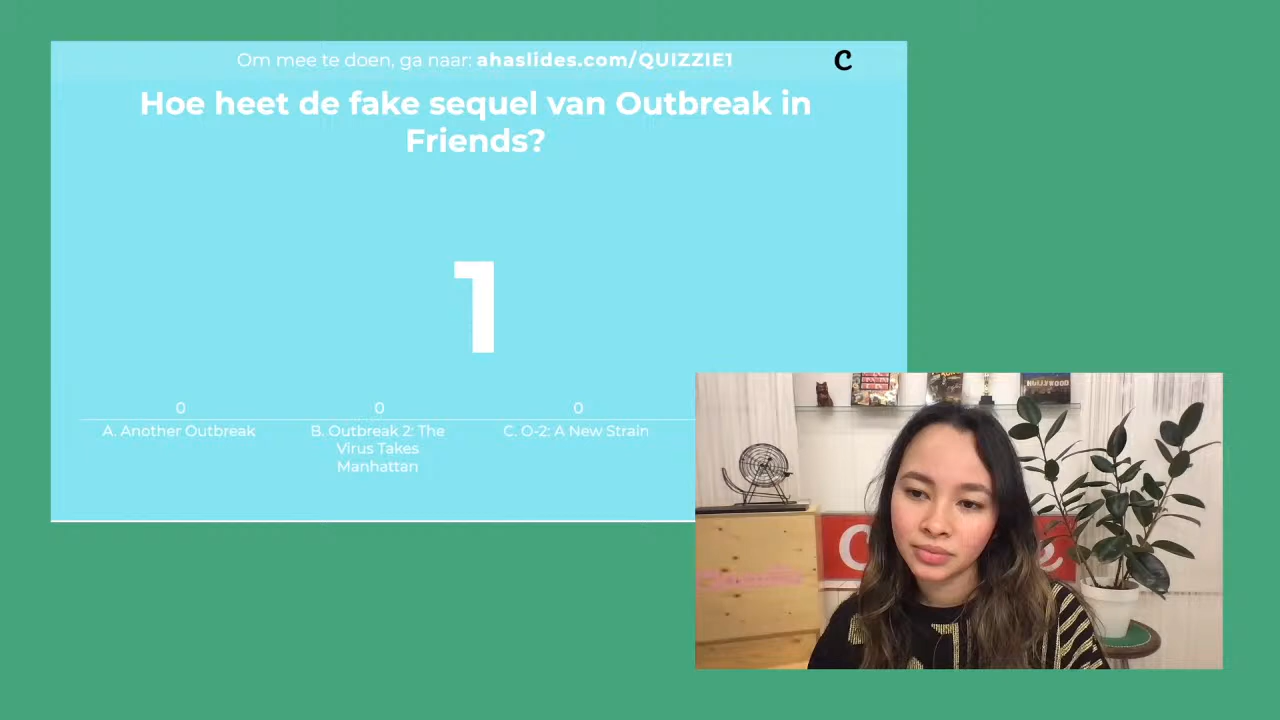 Om mee te doen, ga naar: ahaslides.com/QUIZZIE1
C
Hoe heet de fake sequel van Outbreak in
Friends?
1
0
A. Another Outbreak
0
B. Outbreak 2: The
Virus Takes
Manhattan
0
C. O-2: A New Strain